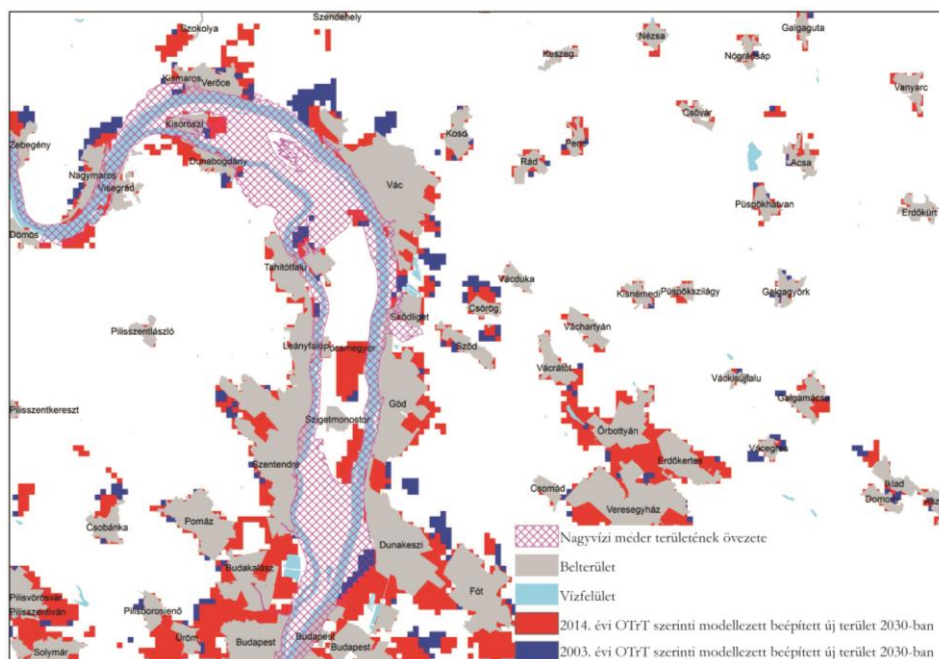 Szokolya
Szendehely
Nézsa
Galgaguta
Keszeg
Nógrádsáp
Kismaros
Verőce
Vanyarc
Kisoroszi
Kosd
Csővár
Zebegény
Dunabogdány
Rád
Penc
Acsa
Nagymaros
Visegrád
Vác
Püspökhatvan
Erdőkürt
Dömös
Tahitótfalu
Vácduka
Kisnémedi
Püspökszilágy
Galgagyörk
Csörög
Sződliget
Pilisszentlászló
Váchartyán
Leányfalu
Pócsmegyer
Sződ
Vácrátót
Váckisújfalu
Galgamácsa
Göd
Pilisszentkereszt
Szigetmonostor
Őrbottyán
Vácegres
Szentendre
Erdőkertes
Iklad
Csomád
Domony
Veresegyház
Csobánka
Pomáz
Nagyvízi meder területének övezete
Dunakeszi
Belterület
Budakalász
Fót
Vízfelület
Pilisvörösvár
Pilisszentiván
Pilisborosjenő
2014. évi OTrT szerinti modellezett beépített új terület 2030-ban
Üröm
Budapest
Budapest
Budapest
Solymár
2003. évi OTrT szerinti modellezett beépített új terület 2030-ban